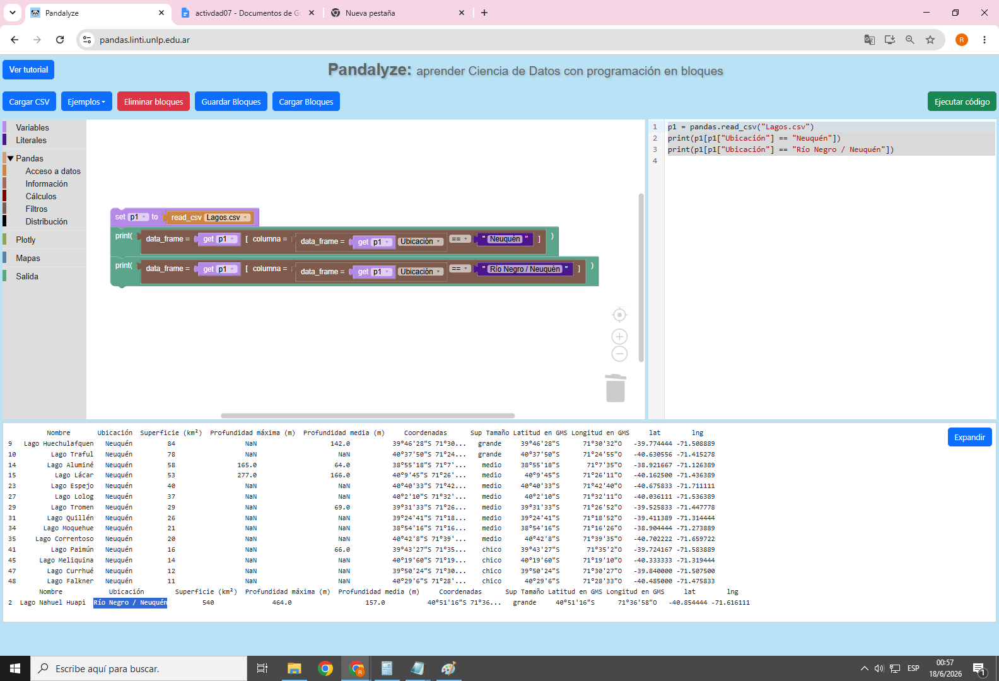 Pandalyze
activdad07 - Documentos de G
Nueva pestaña
pandas.linti.unlp.edu.ar
R
Ver tutorial
Pandalyze: aprender Ciencia de Datos con programación en bloques
Cargar CSV
Ejemplos
Eliminar bloques
Guardar Bloques
Cargar Bloques
Ejecutar código
Variables
Literales
Pandas
Acceso a datos
Información
Cálculos
Filtros
Distribución
Plotly
Mapas
Salida
set p1 to read_csv Lagos.csv
print( data_frame = get p1 [ columna = data_frame = get p1 Ubicación == " Neuquén " ] )
print( data_frame = get p1 [ columna = data_frame = get p1 Ubicación == " Río Negro / Neuquén " ] )
1 p1 = pandas.read_csv("Lagos.csv")
2 print(p1[p1["Ubicación"] == "Neuquén"])
3 print(p1[p1["Ubicación"] == "Río Negro / Neuquén"])
4
Expandir
Nombre Ubicación Superficie (km²) Profundidad máxima (m) Profundidad media (m) Coordenadas Sup Tamaño Latitud en GMS Longitud en GMS lat lng
9 Lago Huechulafquen Neuquén 84 NaN 142.0 39°46'28"S 71°30... grande 39°46'28"S 71°30'32"O -39.774444 -71.508889
10 Lago Traful Neuquén 78 NaN NaN 40°37'50"S 71°24... grande 40°37'50"S 71°24'55"O -40.630556 -71.415278
14 Lago Aluminé Neuquén 58 165.0 64.0 38°55'18"S 71°7'... medio 38°55'18"S 71°7'35"O -38.921667 -71.126389
15 Lago Lácar Neuquén 53 277.0 166.0 40°9'45"S 71°26'... medio 40°9'45"S 71°26'11"O -40.162500 -71.436389
23 Lago Espejo Neuquén 40 NaN NaN 40°40'33"S 71°42... medio 40°40'33"S 71°42'40"O -40.675833 -71.711111
27 Lago Lolog Neuquén 37 NaN NaN 40°2'10"S 71°32'... medio 40°2'10"S 71°32'11"O -40.036111 -71.536389
29 Lago Tromen Neuquén 29 NaN 69.0 39°31'33"S 71°26... medio 39°31'33"S 71°26'52"O -39.525833 -71.447778
31 Lago Quillén Neuquén 26 NaN NaN 39°24'41"S 71°18... medio 39°24'41"S 71°18'52"O -39.411389 -71.314444
34 Lago Moquehue Neuquén 21 NaN NaN 38°54'16"S 71°16... medio 38°54'16"S 71°16'26"O -38.904444 -71.273889
35 Lago Correntoso Neuquén 20 NaN NaN 40°42'8"S 71°39'... medio 40°42'8"S 71°39'35"O -40.702222 -71.659722
41 Lago Paimún Neuquén 16 NaN 66.0 39°43'27"S 71°35... chico 39°43'27"S 71°35'2"O -39.724167 -71.583889
45 Lago Meliquina Neuquén 14 NaN NaN 40°19'60"S 71°19... chico 40°19'60"S 71°19'10"O -40.333333 -71.319444
47 Lago Currhué Neuquén 12 NaN NaN 39°50'24"S 71°30... chico 39°50'24"S 71°30'27"O -39.840000 -71.507500
48 Lago Falkner Neuquén 11 NaN NaN 40°29'6"S 71°28'... chico 40°29'6"S 71°28'33"O -40.485000 -71.475833
Nombre Ubicación Superficie (km²) Profundidad máxima (m) Profundidad media (m) Coordenadas Sup Tamaño Latitud en GMS Longitud en GMS lat lng
2 Lago Nahuel Huapi Río Negro / Neuquén 540 464.0 157.0 40°51'16"S 71°36... grande 40°51'16"S 71°36'58"O -40.854444 -71.616111
Escribe aquí para buscar.
R
ESP
00:57
18/6/2026
1